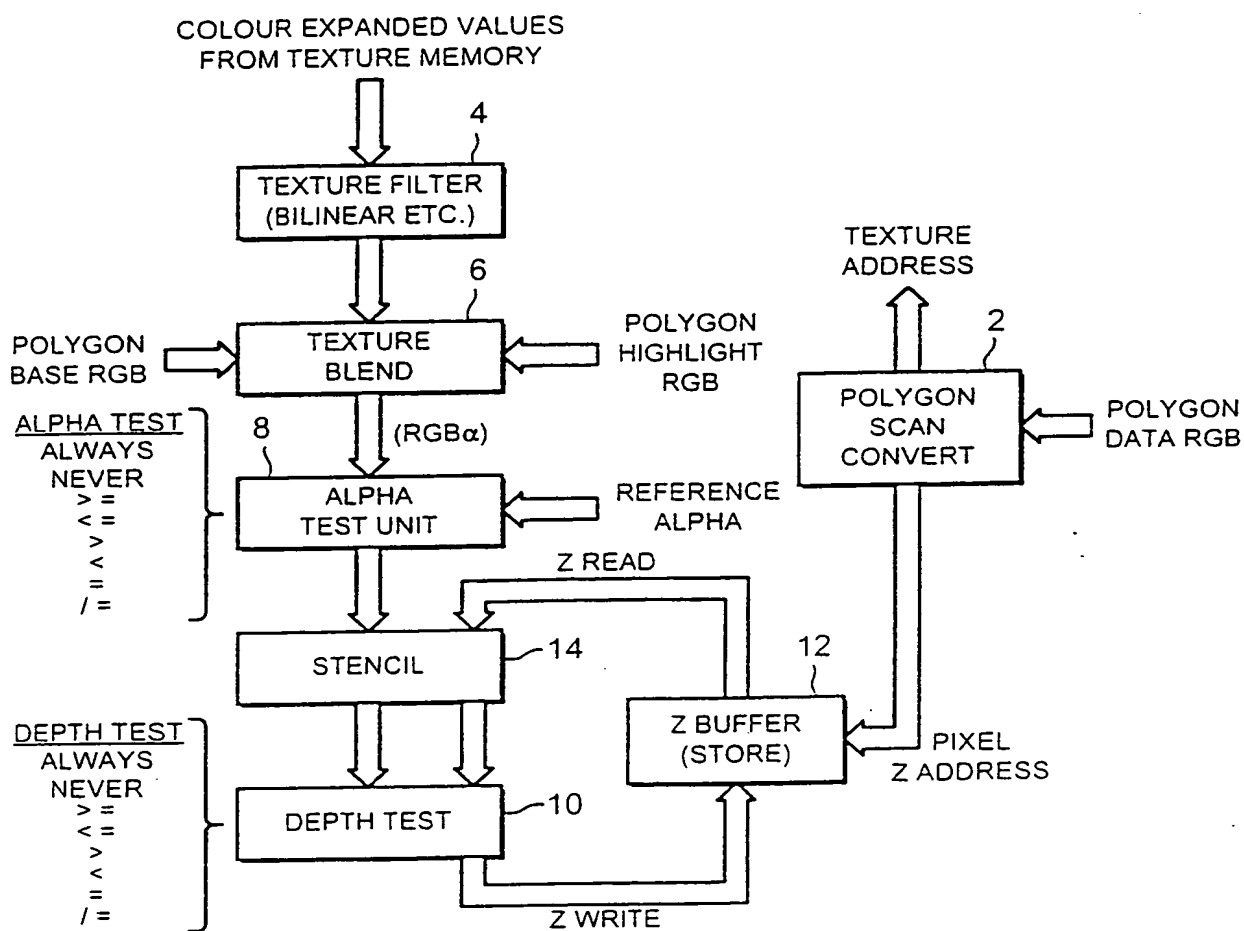 COLOUR EXPANDED VALUES
FROM TEXTURE MEMORY
4
TEXTURE FILTER
(BILINEAR ETC.)
6
POLYGON
BASE RGB
TEXTURE
BLEND
POLYGON
HIGHLIGHT
RGB
TEXTURE
ADDRESS
2
POLYGON
SCAN
CONVERT
POLYGON
DATA RGB
ALPHA TEST
ALWAYS
NEVER
> =
< =
>
<
=
/ =
(RGBα)
8
ALPHA
TEST UNIT
REFERENCE
ALPHA
Z READ
STENCIL
14
12
Z BUFFER
(STORE)
PIXEL
Z ADDRESS
DEPTH TEST
ALWAYS
NEVER
> =
< =
>
<
=
/ =
DEPTH TEST
10
Z WRITE